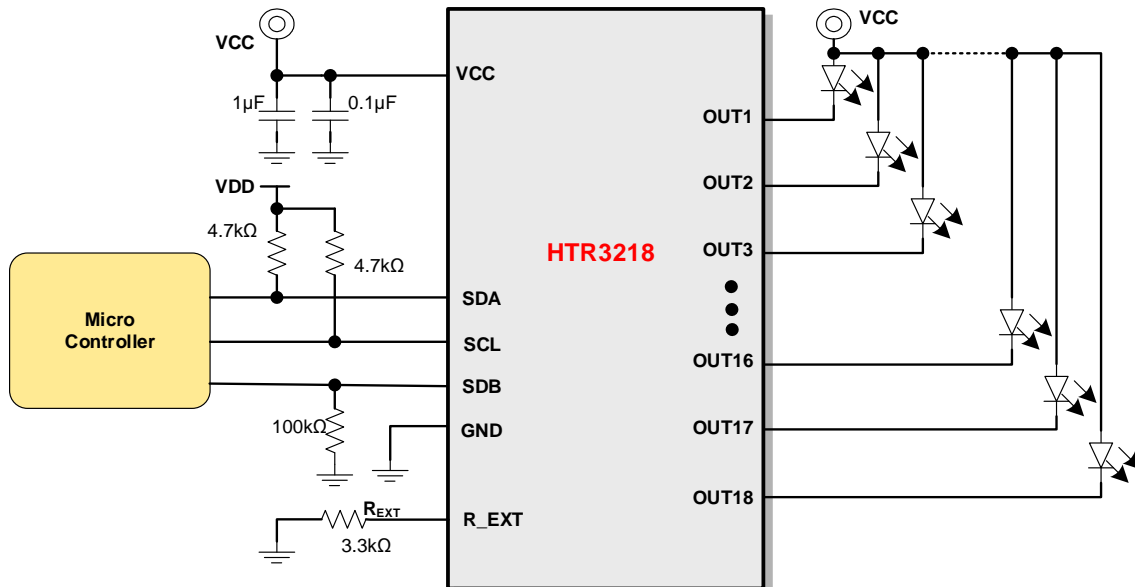 VCC
VCC
1µF
0.1µF
VDD
4.7kΩ
4.7kΩ
Micro
Controller
100kΩ
R_EXT
3.3kΩ
VCC
SDA
SCL
SDB
GND
R_EXT
HTR3218
OUT1
OUT2
OUT3
OUT16
OUT17
OUT18